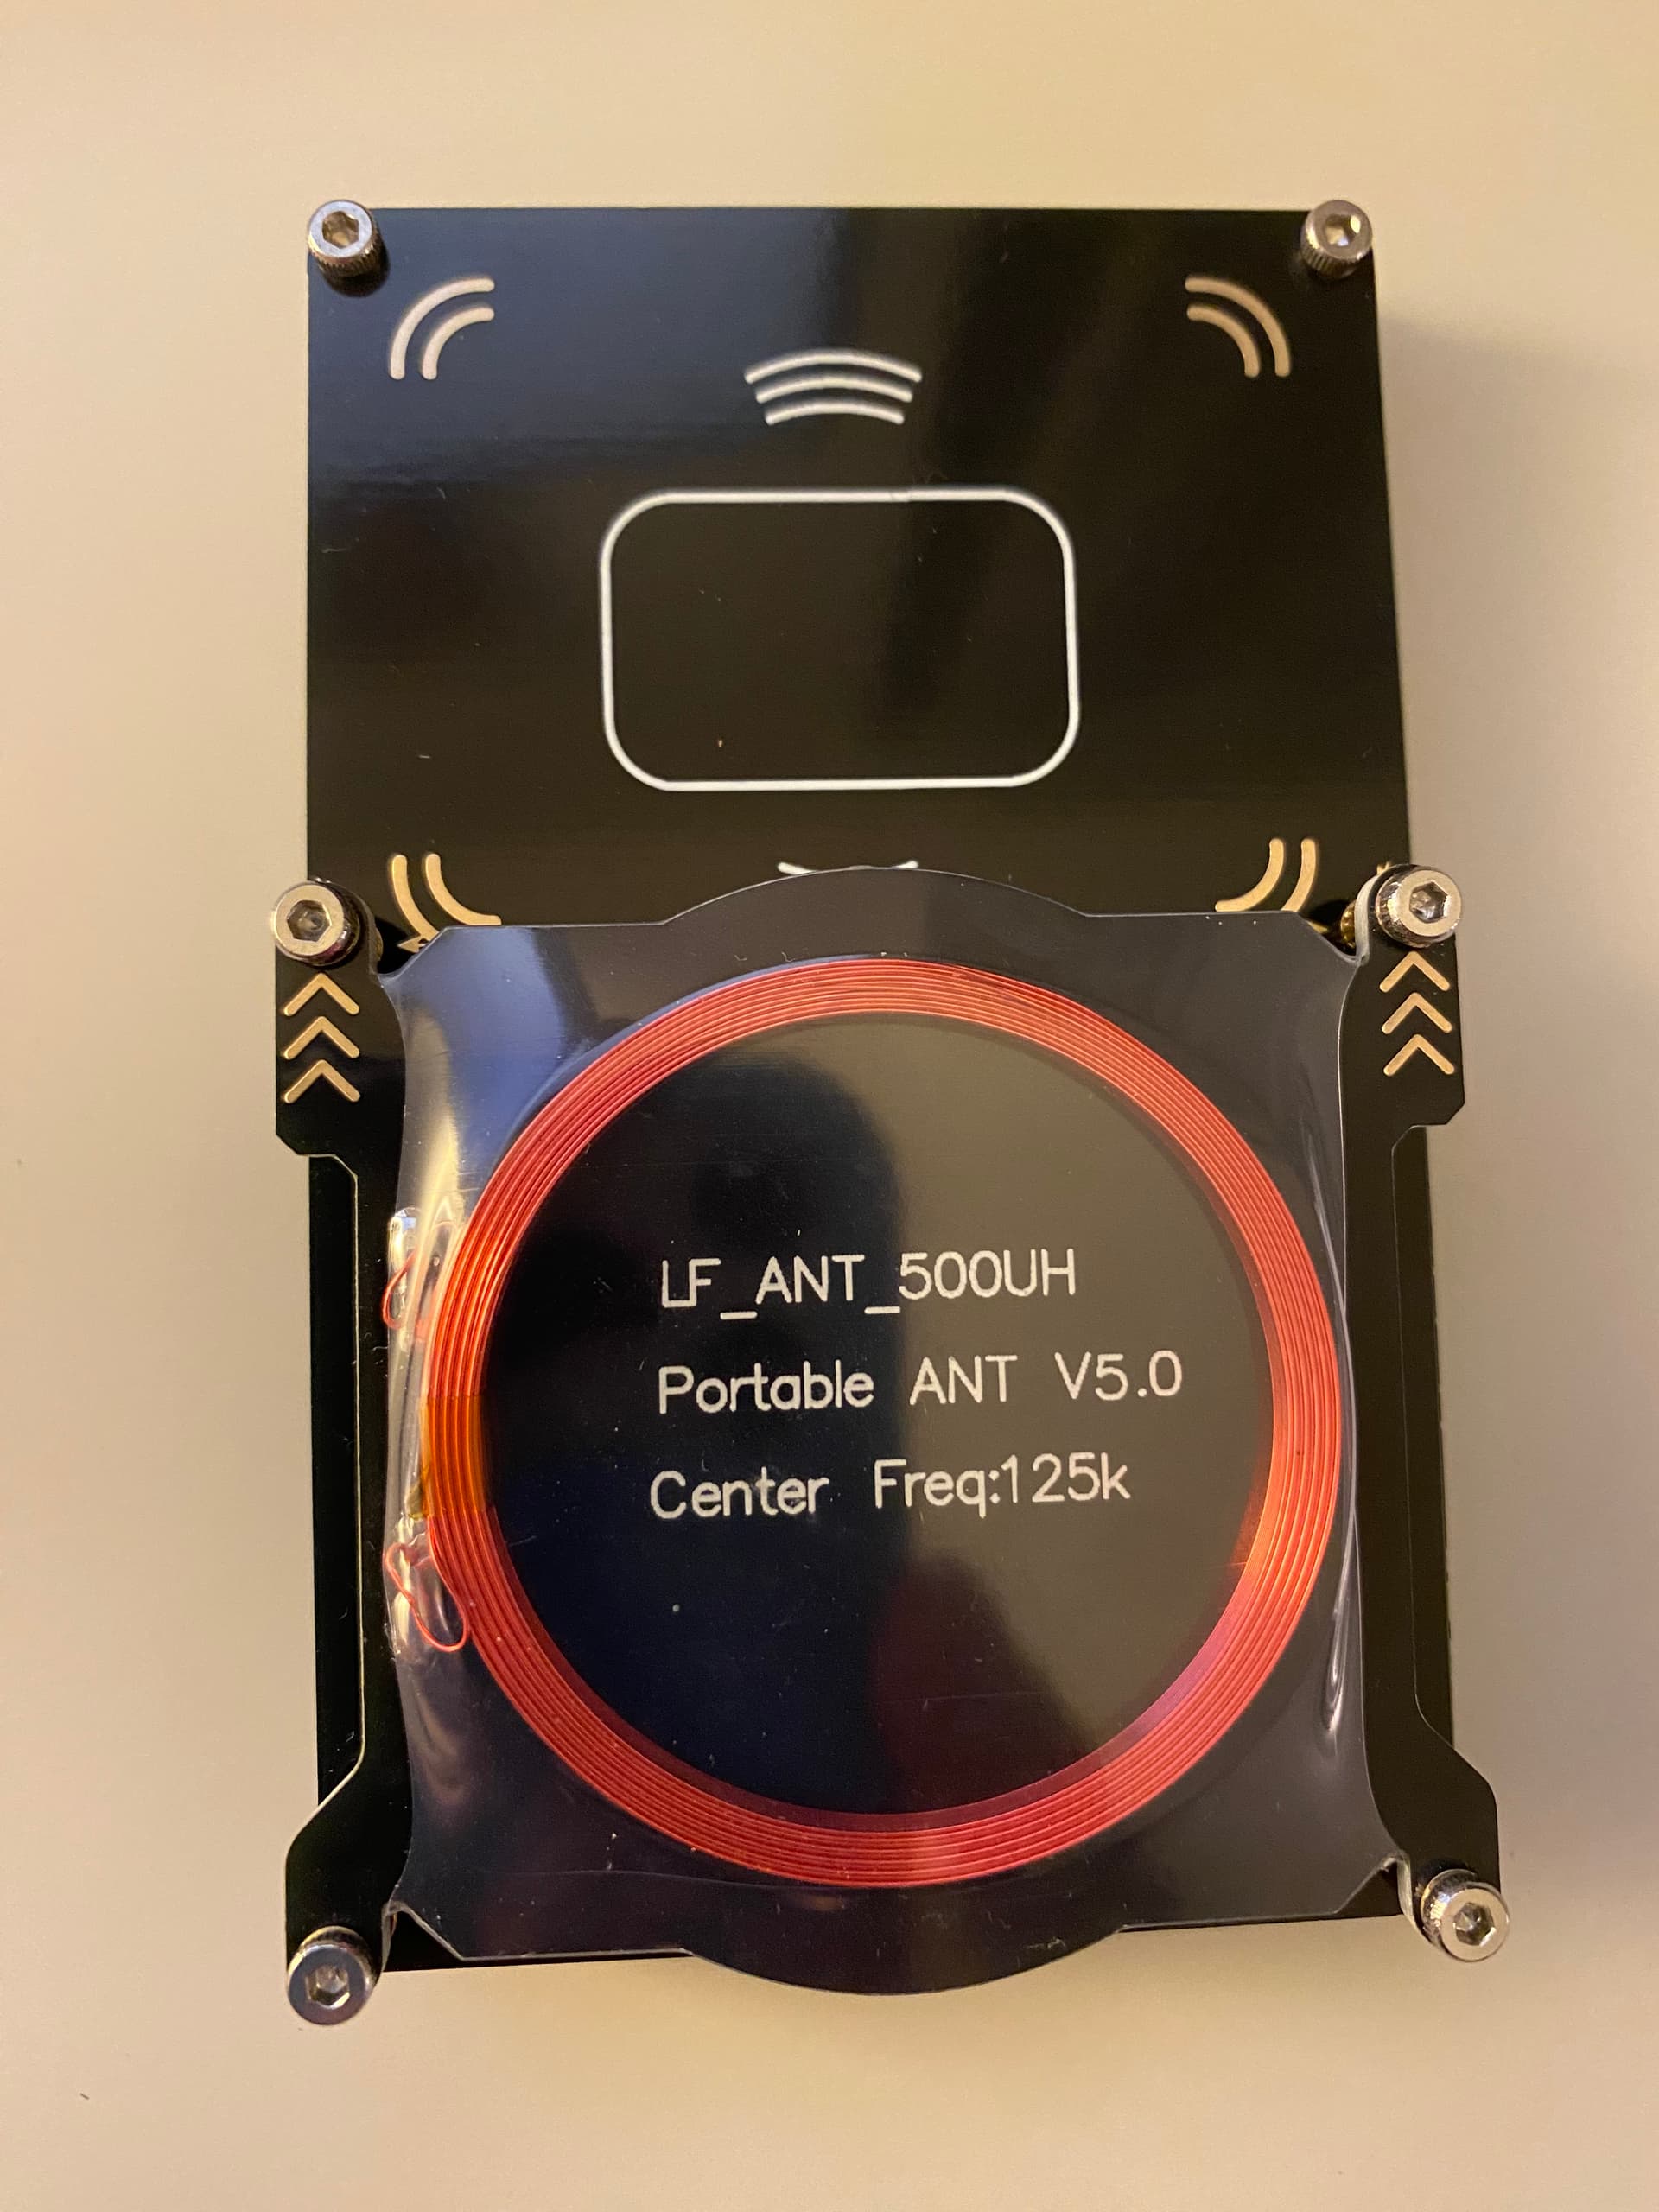 LF_ANT_500UH
Portable ANT V5.0
Center Freq:125k